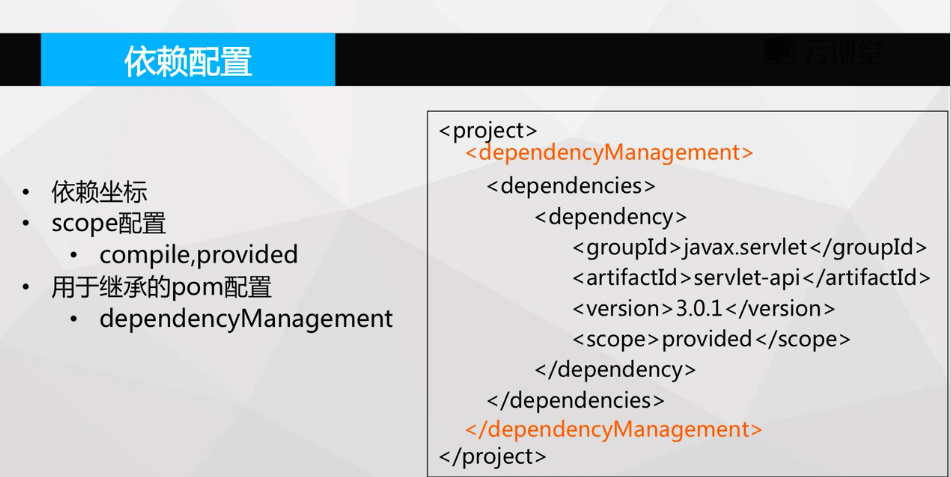 依赖配置
云课堂
• 依赖坐标
• scope配置
• compile,provided
• 用于继承的pom配置
• dependencyManagement
<project>
<dependencyManagement>
<dependencies>
<dependency>
<groupId>javax.servlet</groupId>
<artifactId>servlet-api</artifactId>
<version>3.0.1</version>
<scope>provided</scope>
</dependency>
</dependencies>
</dependencyManagement>
</project>